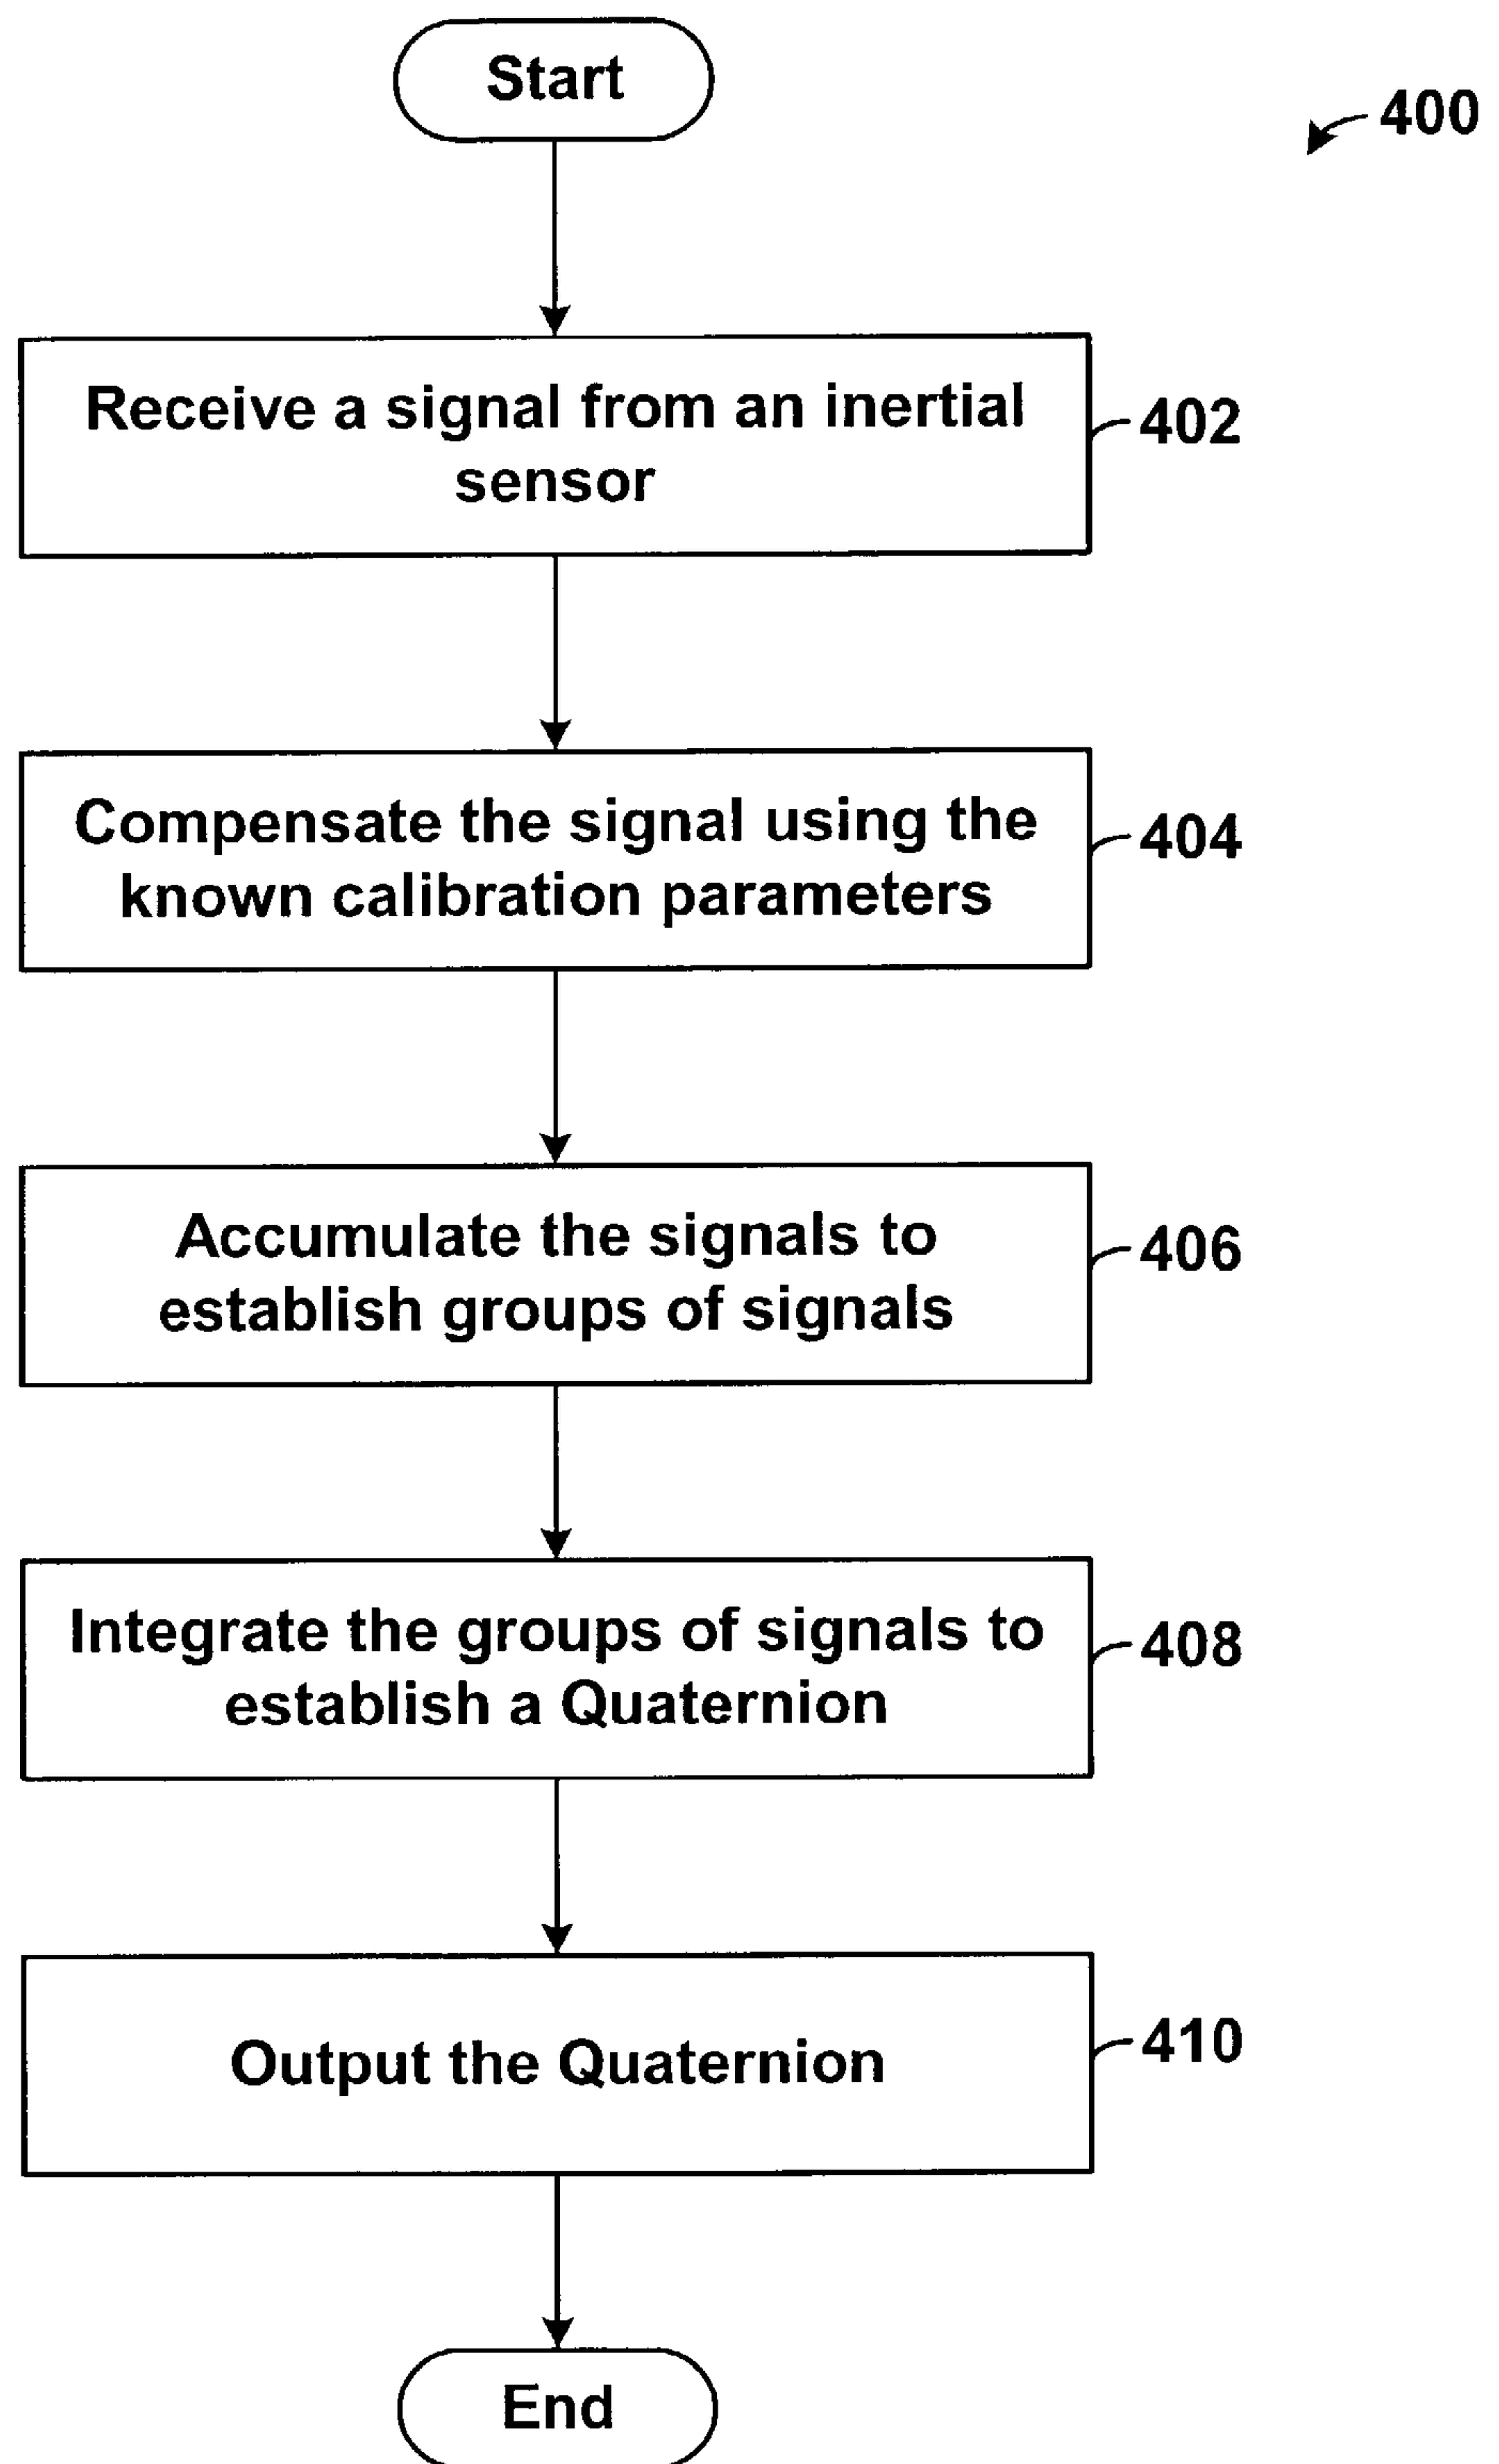 Start
400
Receive a signal from an inertial
sensor
402
Compensate the signal using the
known calibration parameters
404
Accumulate the signals to
establish groups of signals
406
Integrate the groups of signals to
establish a Quaternion
408
Output the Quaternion
410
End